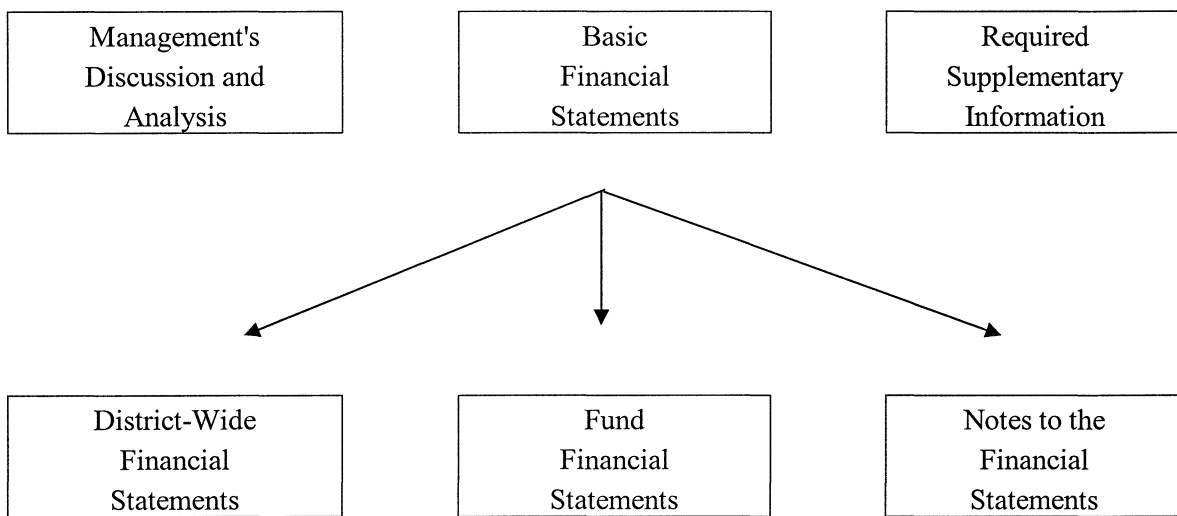 Management's
Discussion and
Analysis
Basic
Financial
Statements
Required
Supplementary
Information
District-Wide
Financial
Statements
Fund
Financial
Statements
Notes to the
Financial
Statements